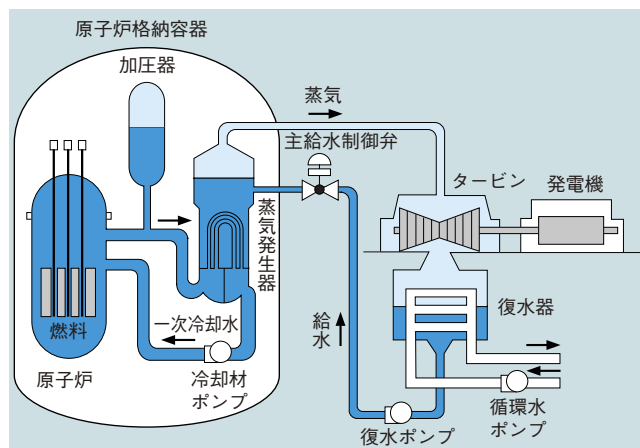 原子炉格納容器
加圧器
蒸気
主給水制御弁
タービン
発電機
蒸気発生器
復水器
燃料
一次冷却水
給水
原子炉
冷却材
ポンプ
循環水
ポンプ
復水ポンプ